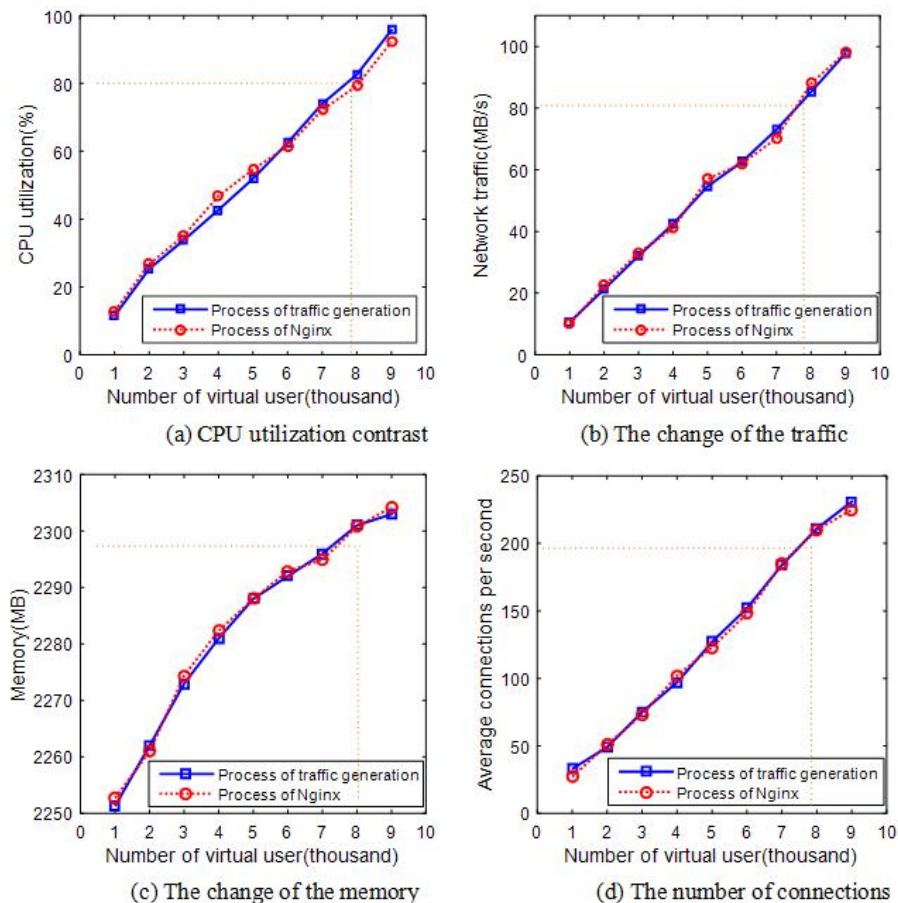 100
80
60
40
20
0
CPU utilization(%)
Process of traffic generation
Process of Nginx
0 1 2 3 4 5 6 7 8 9 10
Number of virtual user(thousand)
(a) CPU utilization contrast
100
80
60
40
20
0
Network traffic(MB/s)
Process of traffic generation
Process of Nginx
0 1 2 3 4 5 6 7 8 9 10
Number of virtual user(thousand)
(b) The change of the traffic
2310
2300
2290
2280
2270
2260
2250
Memory(MB)
Process of traffic generation
Process of Nginx
0 1 2 3 4 5 6 7 8 9 10
Number of virtual user(thousand)
(c) The change of the memory
250
200
150
100
50
0
Average connections per second
Process of traffic generation
Process of Nginx
0 1 2 3 4 5 6 7 8 9 10
Number of virtual user(thousand)
(d) The number of connections